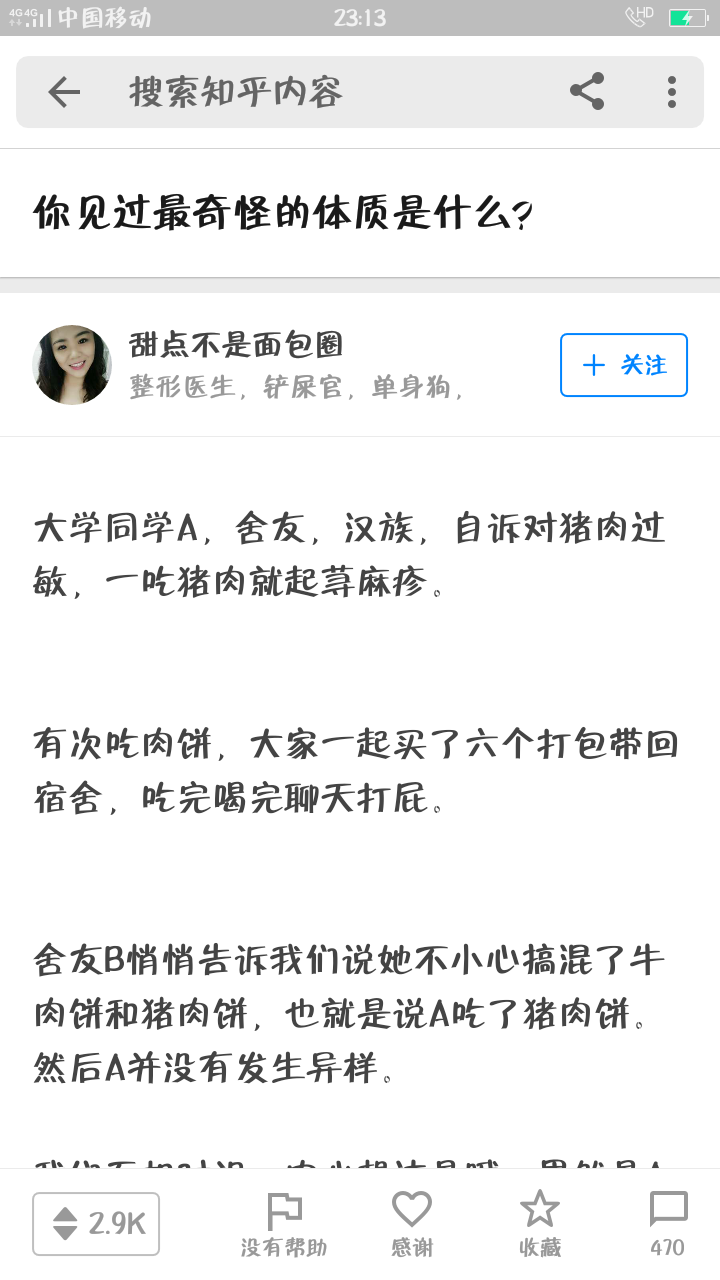 4G 4G 中国移动 23:13 HD
搜索知乎内容
你见过最奇怪的体质是什么?
甜点不是面包圈
整形医生，铲屎官，单身狗，
+ 关注
大学同学A，舍友，汉族，自诉对猪肉过
敏，一吃猪肉就起荨麻疹。
有次吃肉饼，大家一起买了六个打包带回
宿舍，吃完喝完聊天打屁。
舍友B悄悄告诉我们说她不小心搞混了牛
肉饼和猪肉饼，也就是说A吃了猪肉饼。
然后A并没有发生异样。
2.9K 没有帮助 感谢 收藏 470